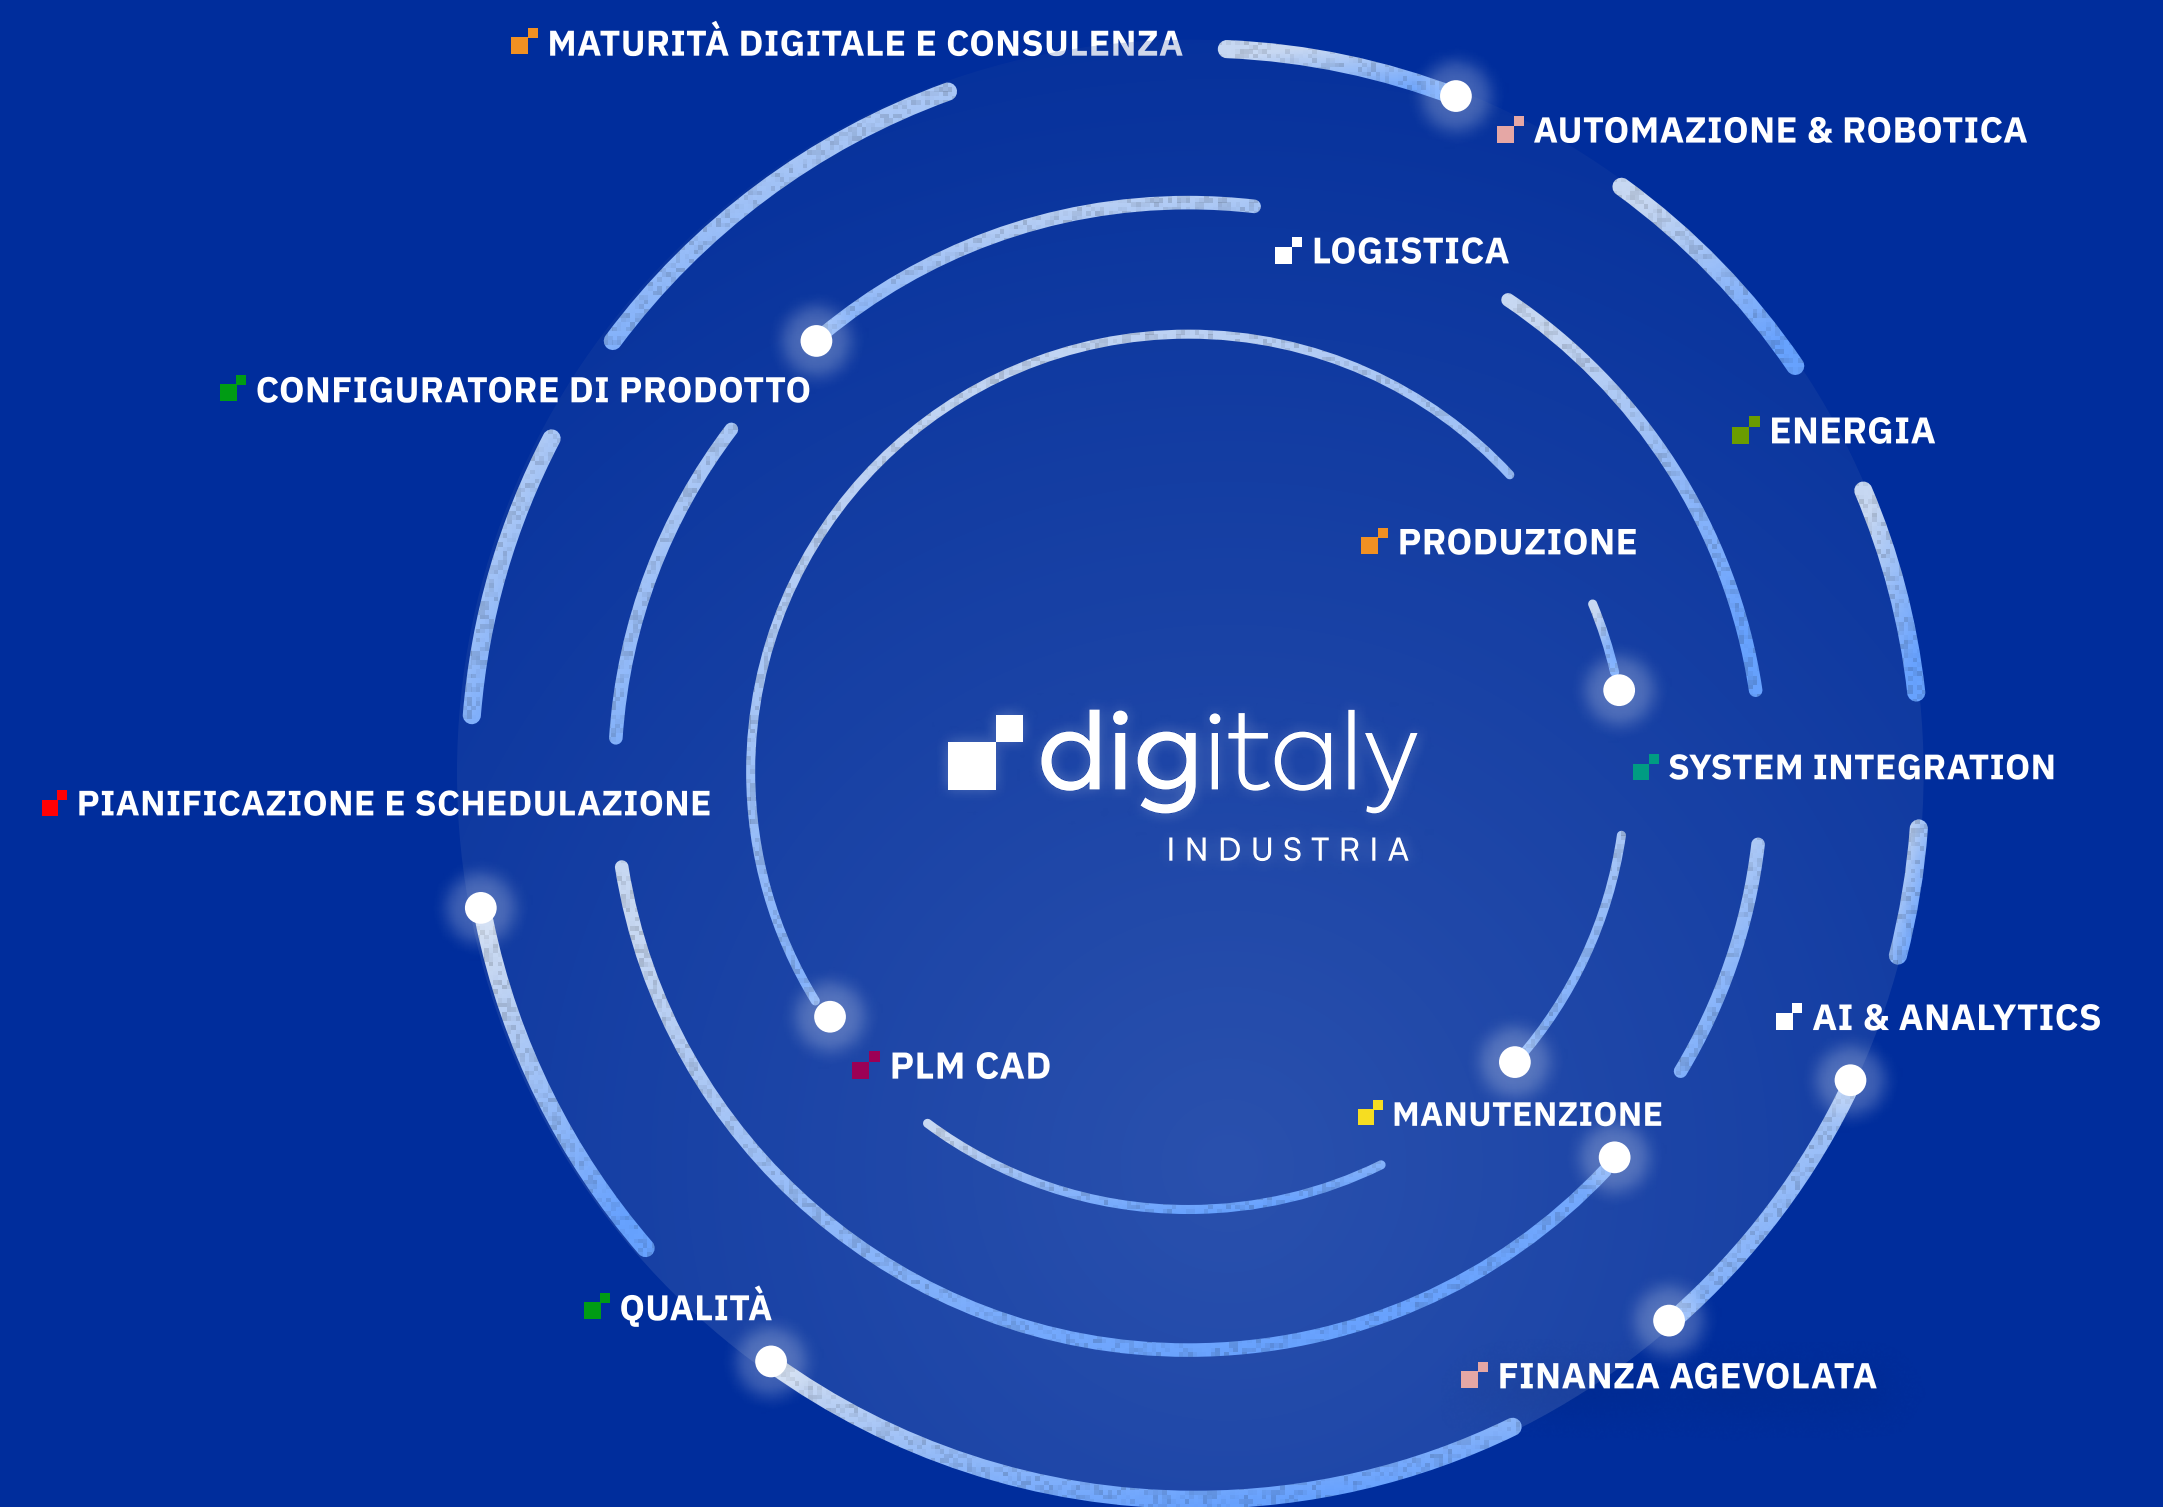 MATURITÀ DIGITALE E CONSULENZA
AUTOMAZIONE & ROBOTICA
LOGISTICA
CONFIGURATORE DI PRODOTTO
ENERGIA
PRODUZIONE
digitaly
INDUSTRIA
SYSTEM INTEGRATION
PIANIFICAZIONE E SCHEDULAZIONE
AI & ANALYTICS
PLM CAD
MANUTENZIONE
QUALITÀ
FINANZA AGEVOLATA